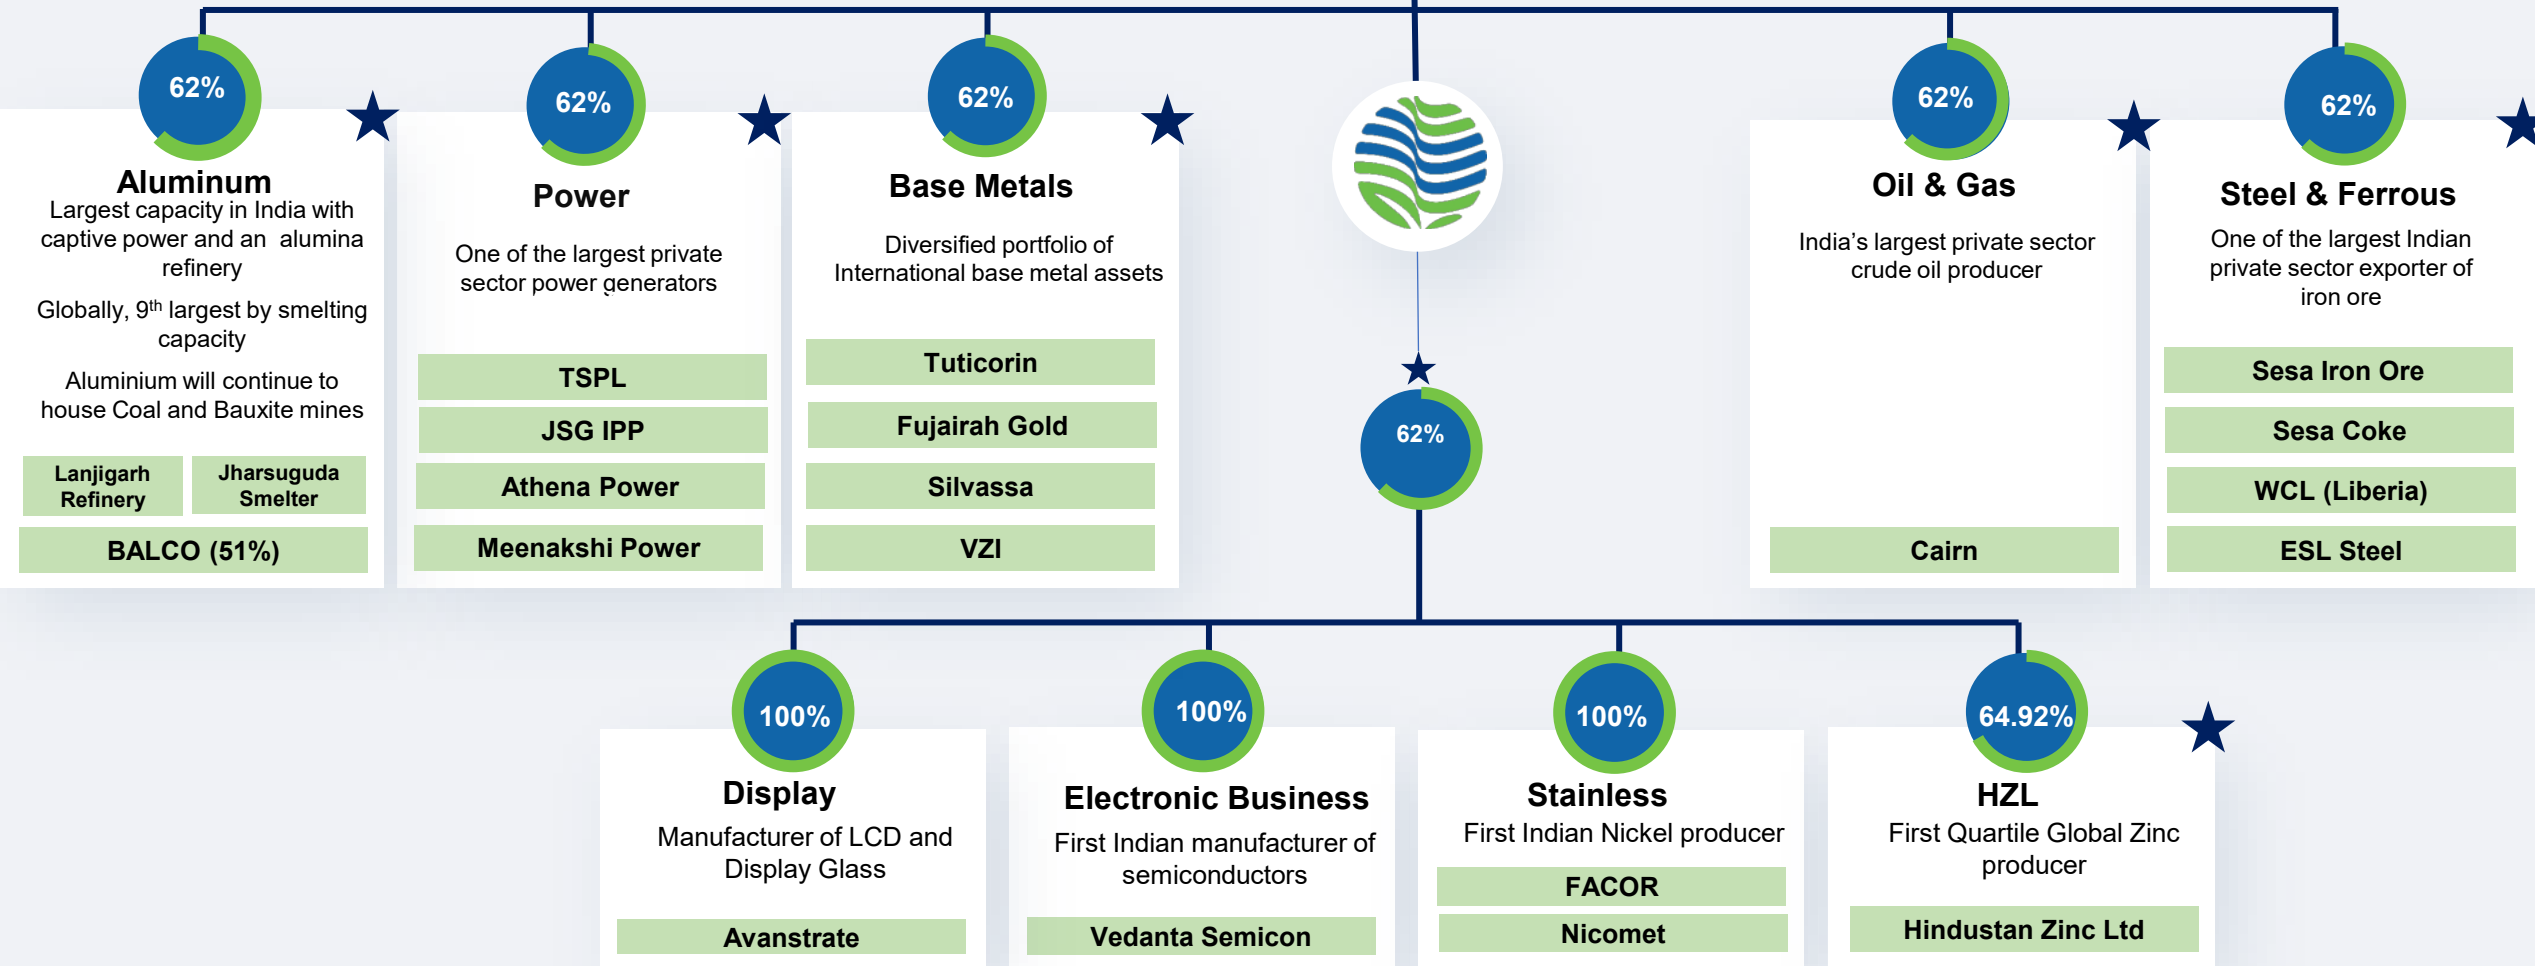 62%
Aluminum
Largest capacity in India with
captive power and an alumina
refinery
Globally, 9th largest by smelting
capacity
Aluminium will continue to
house Coal and Bauxite mines
Lanjigarh
Refinery
Jharsuguda
Smelter
BALCO (51%)
62%
Power
One of the largest private
sector power generators
TSPL
JSG IPP
Athena Power
Meenakshi Power
62%
Base Metals
Diversified portfolio of
International base metal assets
Tuticorin
Fujairah Gold
Silvassa
VZI
62%
62%
Oil & Gas
India’s largest private sector
crude oil producer
Cairn
62%
Steel & Ferrous
One of the largest Indian
private sector exporter of
iron ore
Sesa Iron Ore
Sesa Coke
WCL (Liberia)
ESL Steel
100%
Display
Manufacturer of LCD and
Display Glass
Avanstrate
100%
Electronic Business
First Indian manufacturer of
semiconductors
Vedanta Semicon
100%
Stainless
First Indian Nickel producer
FACOR
Nicomet
64.92%
HZL
First Quartile Global Zinc
producer
Hindustan Zinc Ltd